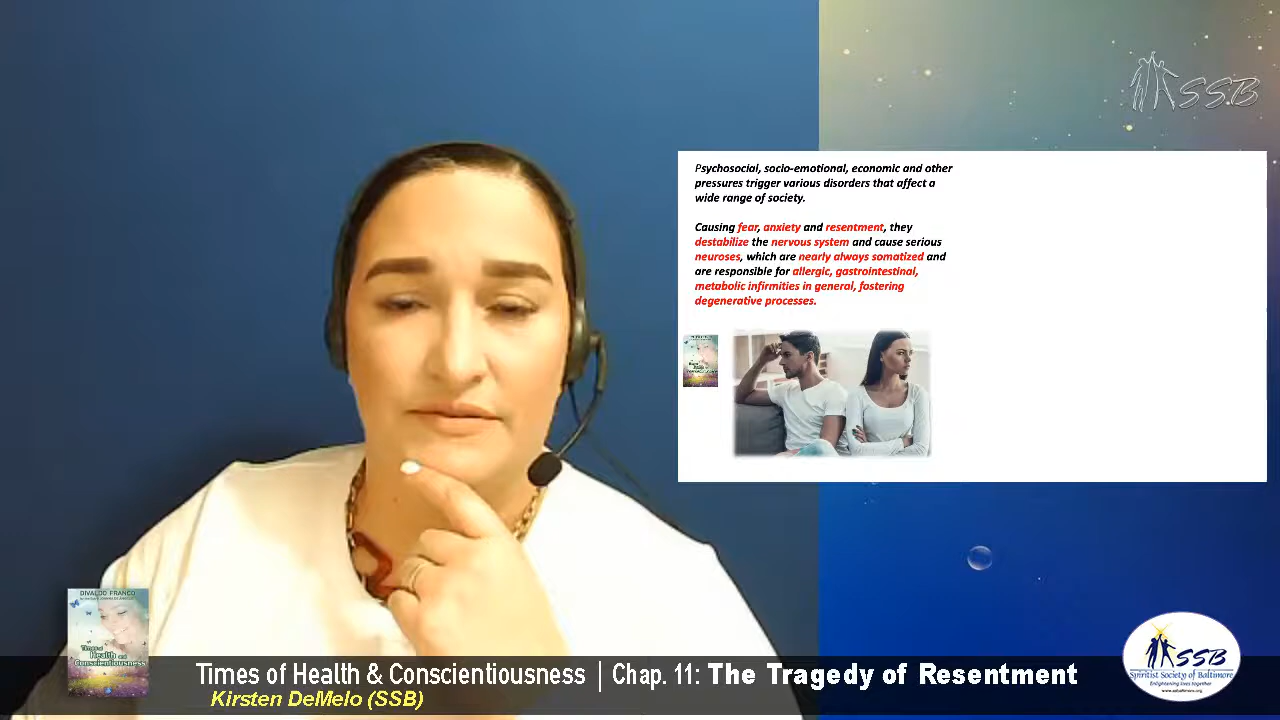 SSB
Psychosocial, socio-emotional, economic and other
pressures trigger various disorders that affect a
wide range of society.
Causing fear, anxiety and resentment, they
destabilize the nervous system and cause serious
neuroses, which are nearly always somatized and
are responsible for allergic, gastrointestinal,
metabolic infirmities in general, fostering
degenerative processes.
DIVALDO FRANCO
Times of
Health and
Conscientiousness
Times of Health & Conscientiousness | Chap. 11: The Tragedy of Resentment
Kirsten DeMelo (SSB)
SSB
Spiritist Society of Baltimore
Enlightening lives together
www.ssbaltimore.org